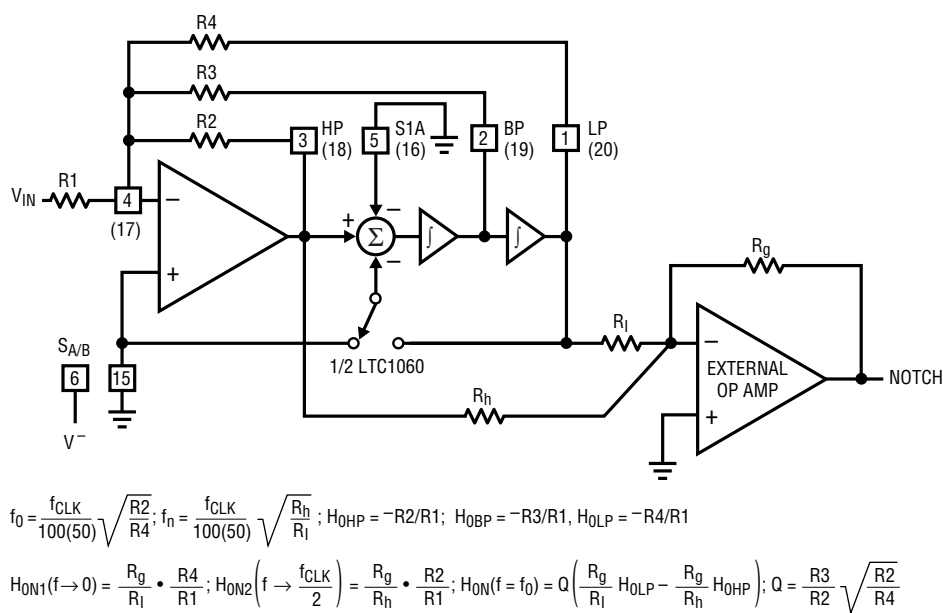 R4
R3
R2
3 HP (18)
5 S1A (16)
2 BP (19)
1 LP (20)
VIN R1 4 (17)
−
+
+ −
Σ
−
∫
∫
Rg
Rl
SA/B
6
15
V−
1/2 LTC1060
Rh
−
+
EXTERNAL
OP AMP
NOTCH
f0 = fCLK/100(50) √(R2/R4); fn = fCLK/100(50) √(Rh/Rl); H0HP = −R2/R1; H0BP = −R3/R1, H0LP = −R4/R1
H0N1(f → 0) = Rg/Rl • R4/R1; H0N2(f → fCLK/2) = Rg/Rh • R2/R1; H0N(f = f0) = Q(Rg/Rl H0LP − Rg/Rh H0HP); Q = R3/R2 √(R2/R4)